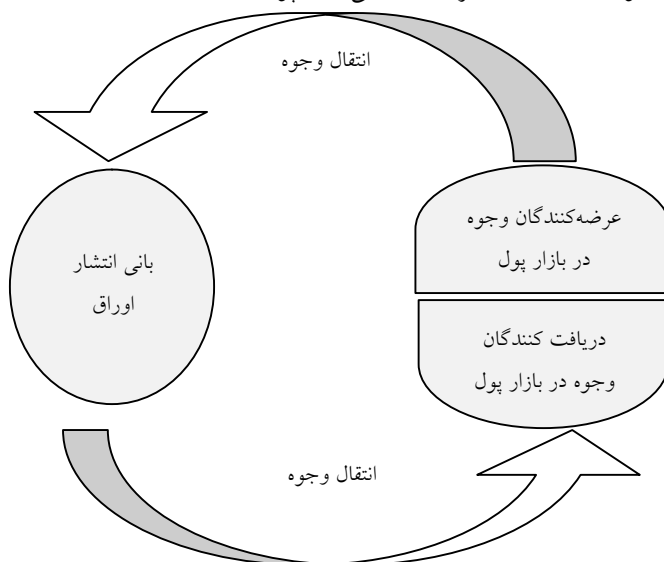 انتقال وجوه
عرضه‌کنندگان وجوه
در بازار پول
بانی انتشار
اوراق
دریافت کنندگان
وجوه در بازار پول
انتقال وجوه